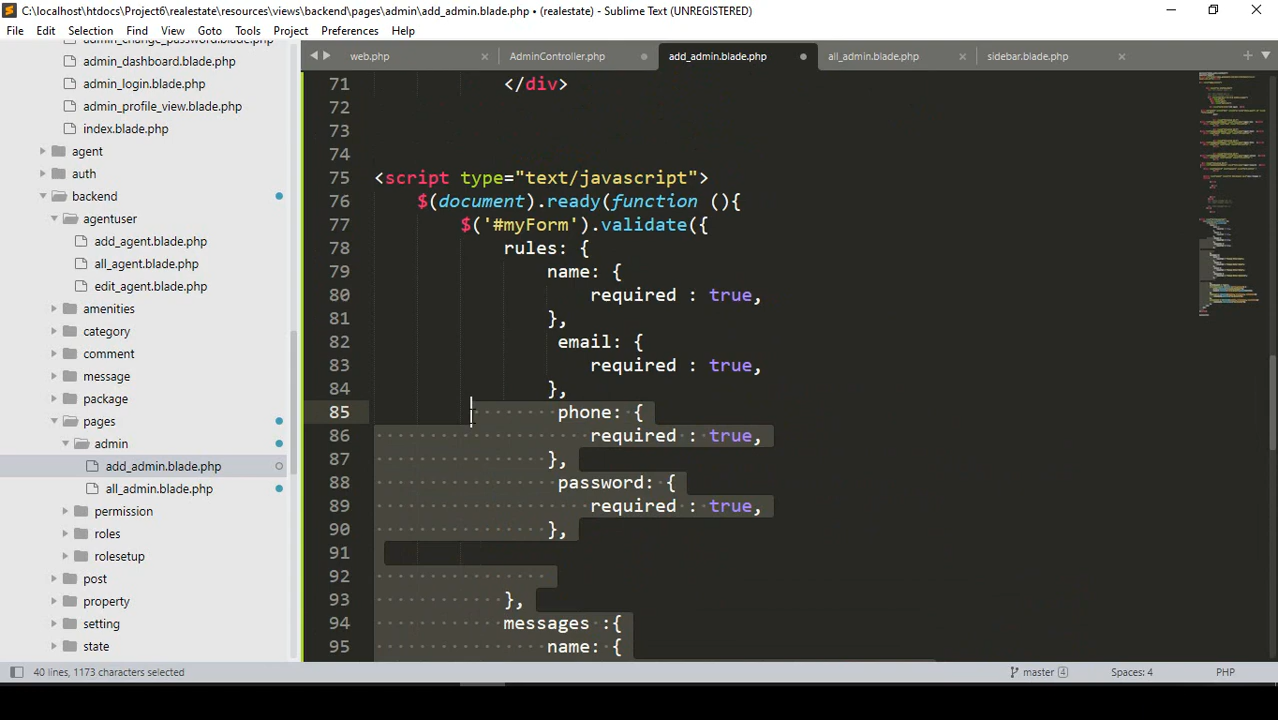 C:\localhost\htdocs\Project6\realestate\resources\views\backend\pages\admin\add_admin.blade.php • (realestate) - Sublime Text (UNREGISTERED)
File Edit Selection Find View Goto Tools Project Preferences Help
admin_change_password.blade.php
admin_dashboard.blade.php
admin_login.blade.php
admin_profile_view.blade.php
index.blade.php
agent
auth
backend
agentuser
add_agent.blade.php
all_agent.blade.php
edit_agent.blade.php
amenities
category
comment
message
package
pages
admin
add_admin.blade.php
all_admin.blade.php
permission
roles
rolesetup
post
property
setting
state
web.php AdminController.php add_admin.blade.php all_admin.blade.php sidebar.blade.php
71 </div>
72
73
74
75 <script type="text/javascript">
76 $(document).ready(function (){
77 $('#myForm').validate({
78 rules: {
79 name: {
80 required : true,
81 },
82 email: {
83 required : true,
84 },
85 phone: {
86 required : true,
87 },
88 password: {
89 required : true,
90 },
91
92
93 },
94 messages :{
95 name: {
40 lines, 1173 characters selected master 4 Spaces: 4 PHP